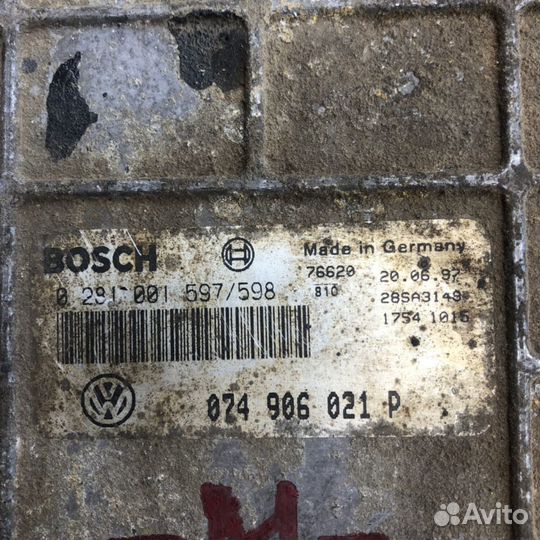 BOSCH
Made in Germany
0 281 001 597/598
76620 20.06.97
810 28SA3149
1754 1015
074 906 021 P
Avito